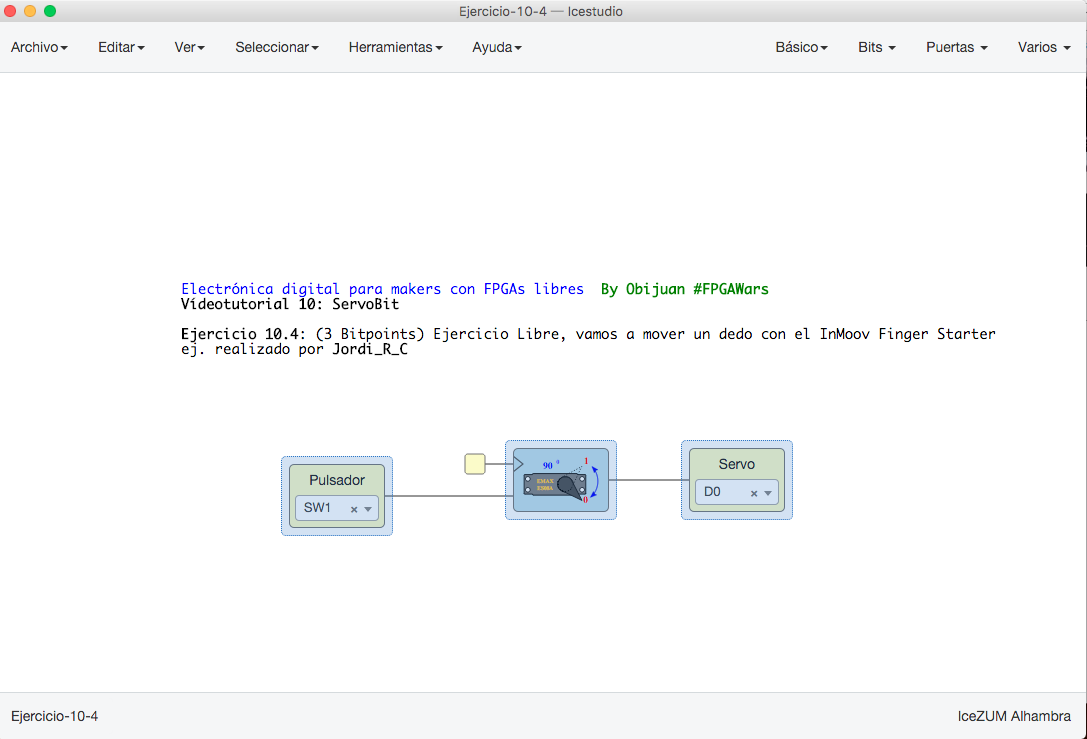 Ejercicio-10-4 — Icestudio
Archivo Editar Ver Seleccionar Herramientas Ayuda Básico Bits Puertas Varios
Electrónica digital para makers con FPGAs libres By Obijuan #FPGAWars
Vídeotutorial 10: ServoBit
Ejercicio 10.4: (3 Bitpoints) Ejercicio Libre, vamos a mover un dedo con el InMoov Finger Starter
ej. realizado por Jordi_R_C
Pulsador
SW1
90 º 1
EMAX
ES08A
0
Servo
D0
Ejercicio-10-4
IceZUM Alhambra